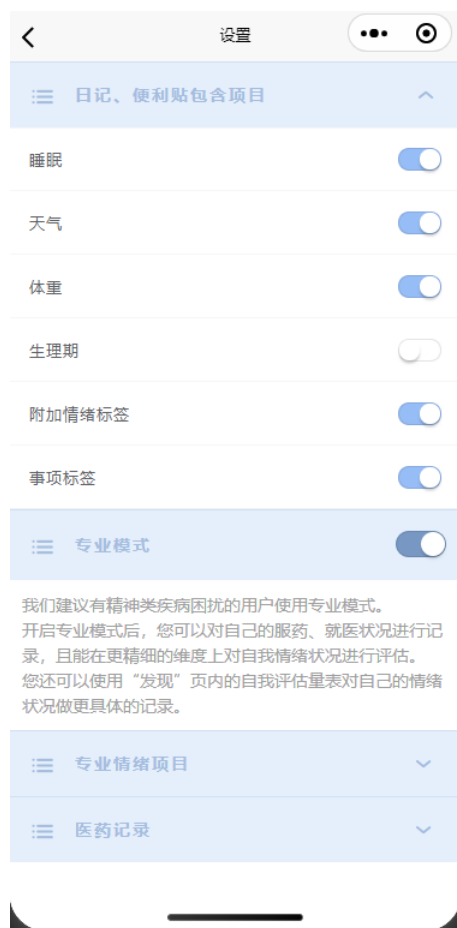 设置
日记、便利贴包含项目
睡眠
天气
体重
生理期
附加情绪标签
事项标签
专业模式
我们建议有精神类疾病困扰的用户使用专业模式。
开启专业模式后，您可以对自己的服药、就医状况进行记
录，且能在更精细的维度上对自我情绪状况进行评估。
您还可以使用“发现”页内的自我评估量表对自己的情绪
状况做更具体的记录。
专业情绪项目
医药记录